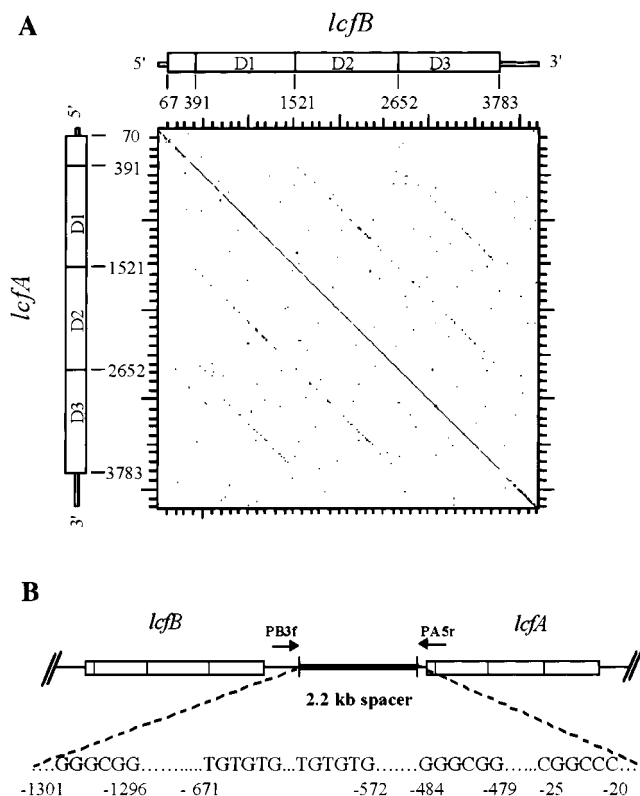 A
lcfB
5' D1 D2 D3 3'
67 391 1521 2652 3783
5'
70
391
D1
1521
lcfA
D2
2652
D3
3783
3'
B
lcfB PB3f PA5r lcfA
2.2 kb spacer
....GGGCGG.............TGTGTG...TGTGTG.......GGGCGG......CGGCCC....
-1301 -1296 -671 -572 -484 -479 -25 -20